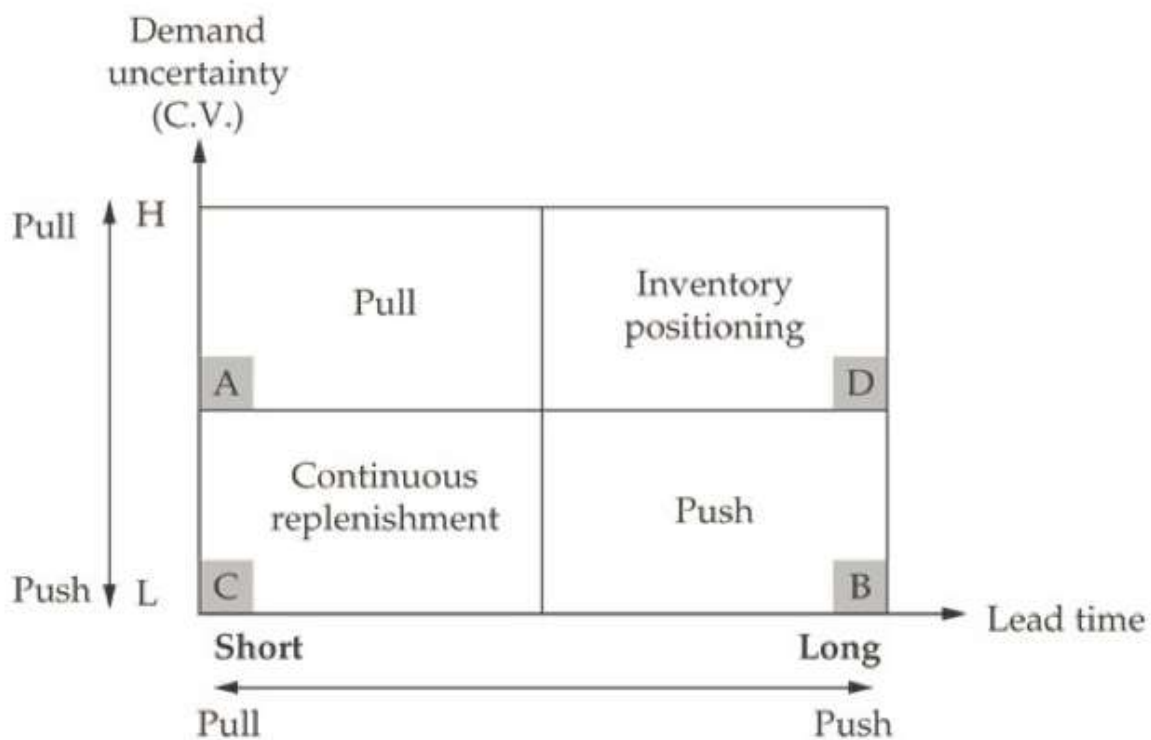 Demand
uncertainty
(C.V.)
Pull
H
Pull
Inventory
positioning
A
D
Continuous
replenishment
Push
Push
L
C
B
Lead time
Short
Long
Pull
Push